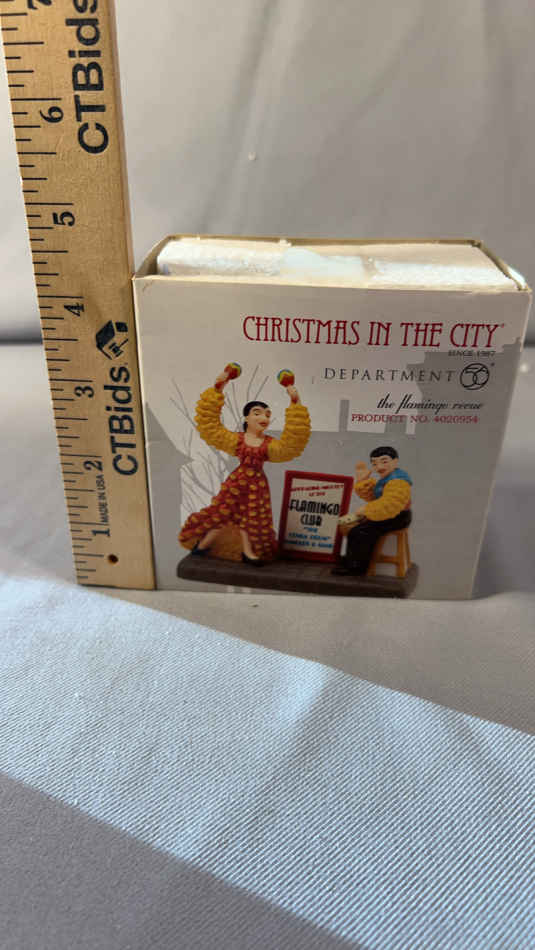 7
CTBids
6
5
4
3
CTBids.
2
MADE IN USA
1
CHRISTMAS IN THE CITY®
SINCE 1987
DEPARTMENT 56®
the flamingo revue
PRODUCT NO. 4020954
FLAMINGO
CLUB